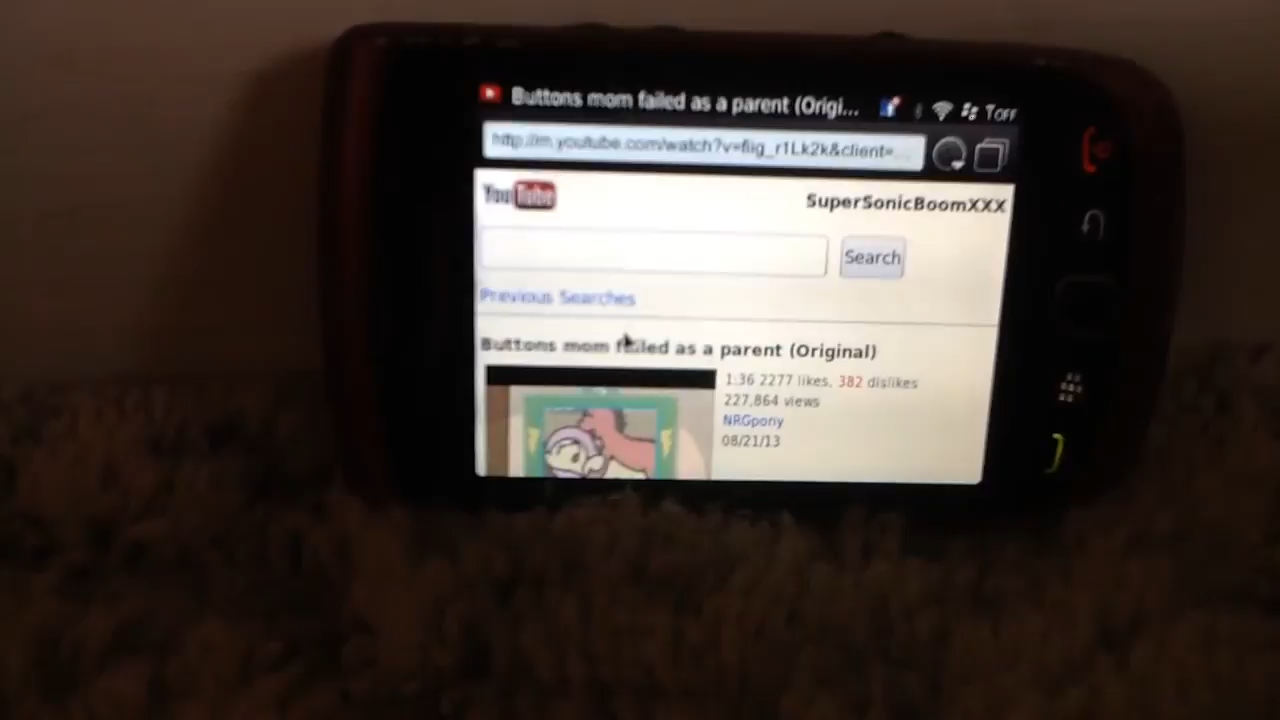 Buttons mom failed as a parent (Origi... TOFF
http://m.youtube.com/watch?v=flig_r1Lk2k&client=...
YouTube SuperSonicBoomXXX
Search
Previous Searches
Buttons mom failed as a parent (Original)
1:36 2277 likes, 382 dislikes
227,864 views
NRGpony
08/21/13